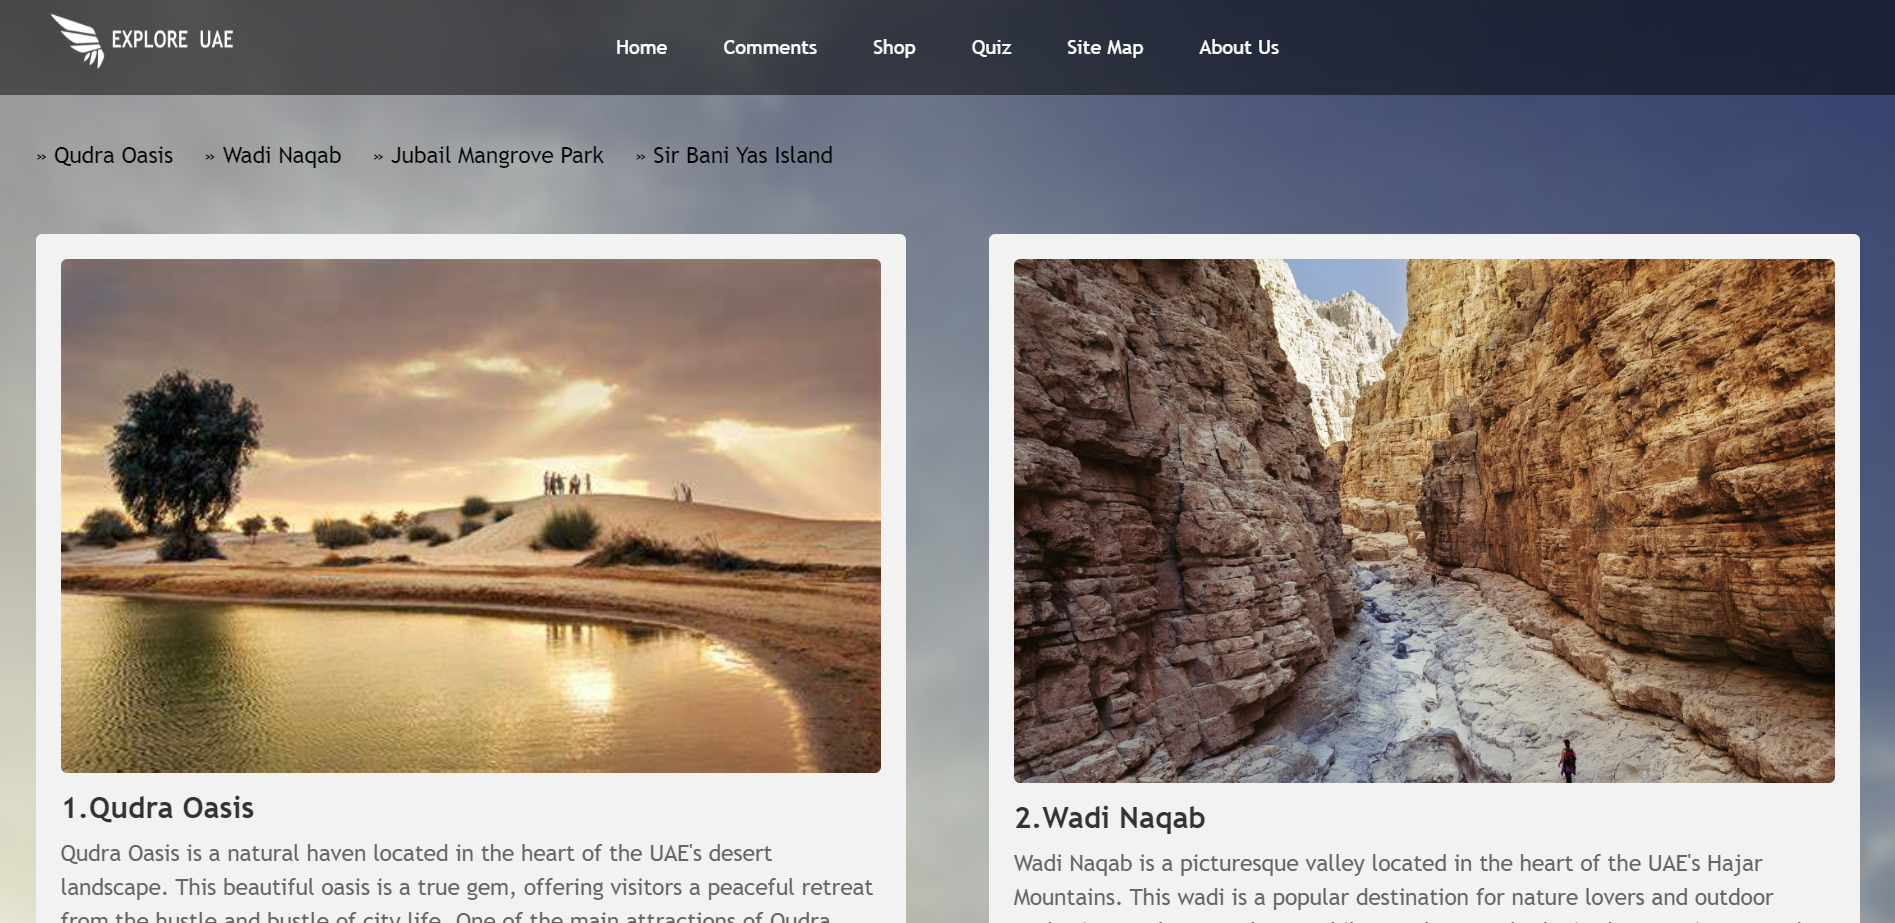 EXPLORE UAE
Home Comments Shop Quiz Site Map About Us
» Qudra Oasis » Wadi Naqab » Jubail Mangrove Park » Sir Bani Yas Island
1.Qudra Oasis
Qudra Oasis is a natural haven located in the heart of the UAE's desert
landscape. This beautiful oasis is a true gem, offering visitors a peaceful retreat
from the hustle and bustle of city life. One of the main attractions of Qudra
2.Wadi Naqab
Wadi Naqab is a picturesque valley located in the heart of the UAE's Hajar
Mountains. This wadi is a popular destination for nature lovers and outdoor